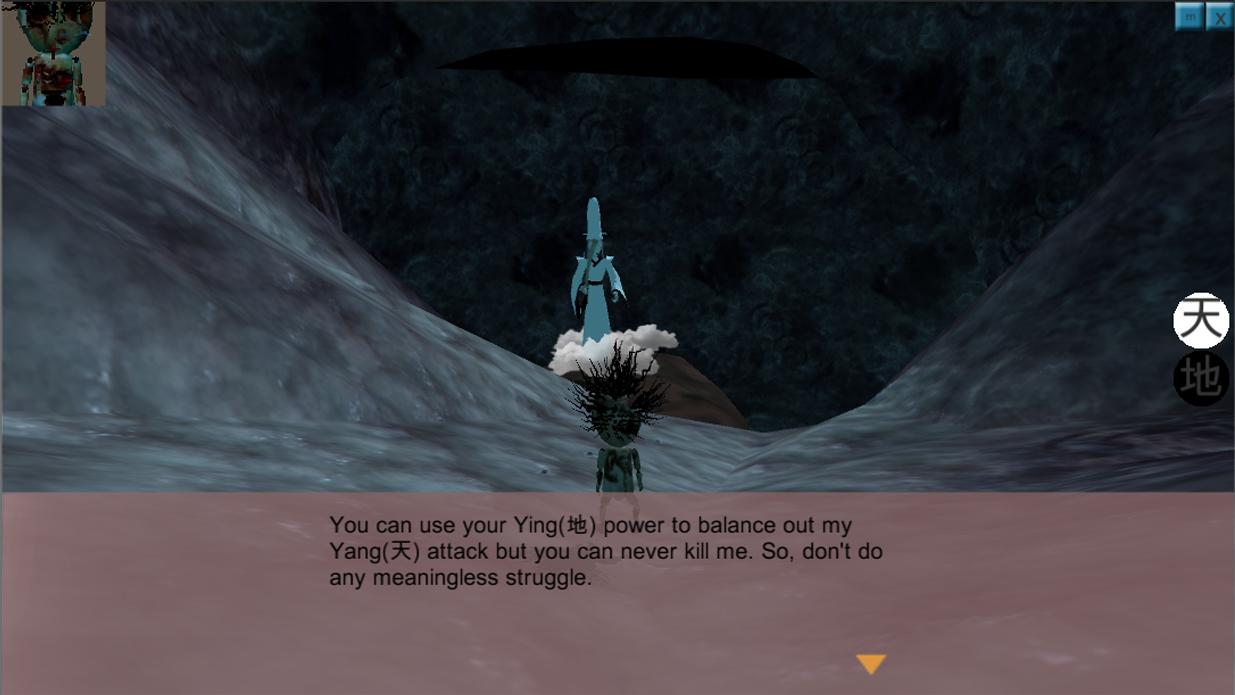 m X
天
地
You can use your Ying(地) power to balance out my
Yang(天) attack but you can never kill me. So, don't do
any meaningless struggle.